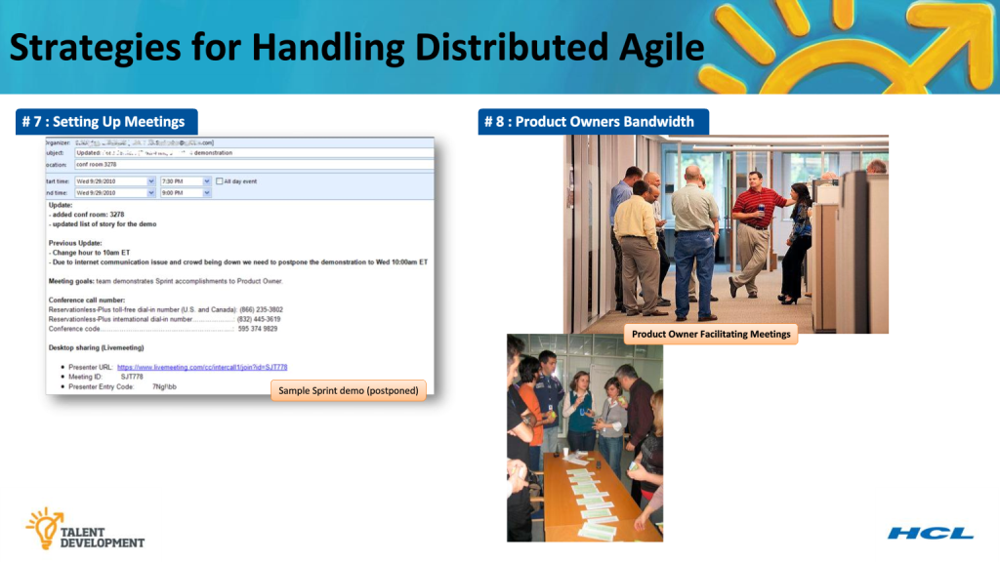 Strategies for Handling Distributed Agile
# 7 : Setting Up Meetings
Organizer: com]
ubject: Updated: demonstration
ocation: conf room 3278
tart time: Wed 9/29/2010 7:30 PM All day event
nd time: Wed 9/29/2010 9:00 PM
Update:
- added conf room: 3278
- updated list of story for the demo
Previous Update:
- Change hour to 10am ET
- Due to internet communication issue and crowd being down we need to postpone the demonstration to Wed 10:00am ET
Meeting goals: team demonstrates Sprint accomplishments to Product Owner.
Conference call number:
Reservationless-Plus toll-free dial-in number (U.S. and Canada): (866) 235-3802
Reservationless-Plus international dial-in number....................: (832) 445-3619
Conference code....................................................: 595 374 9829
Desktop sharing (Livemeeting)
• Presenter URL: https://www.livemeeting.com/cc/intercall1/join?id=SJT778
• Meeting ID: SJT778
• Presenter Entry Code:
Sample Sprint demo (postponed)
# 8 : Product Owners Bandwidth
Product Owner Facilitating Meetings
TALENT
DEVELOPMENT
HCL